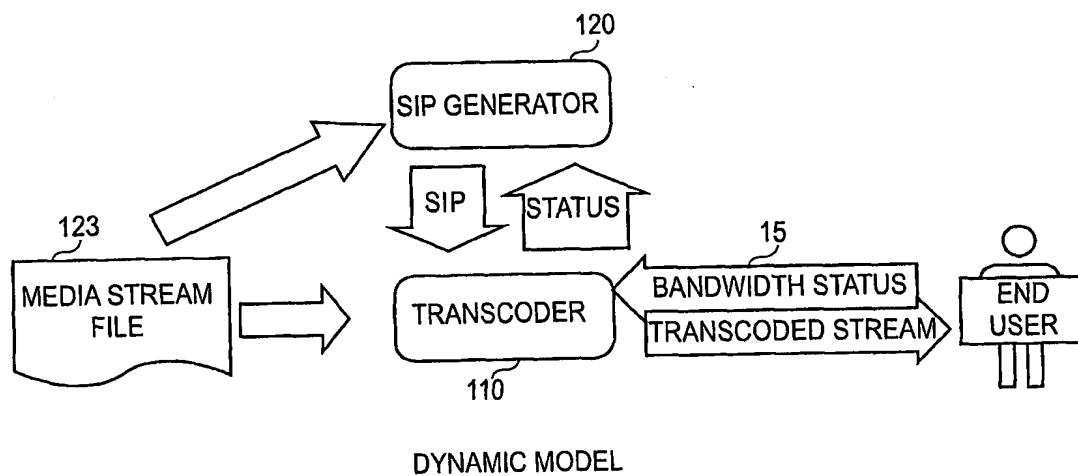 120
SIP GENERATOR
SIP
STATUS
123
MEDIA STREAM
FILE
TRANSCODER
110
15
BANDWIDTH STATUS
TRANSCODED STREAM
END
USER
DYNAMIC MODEL